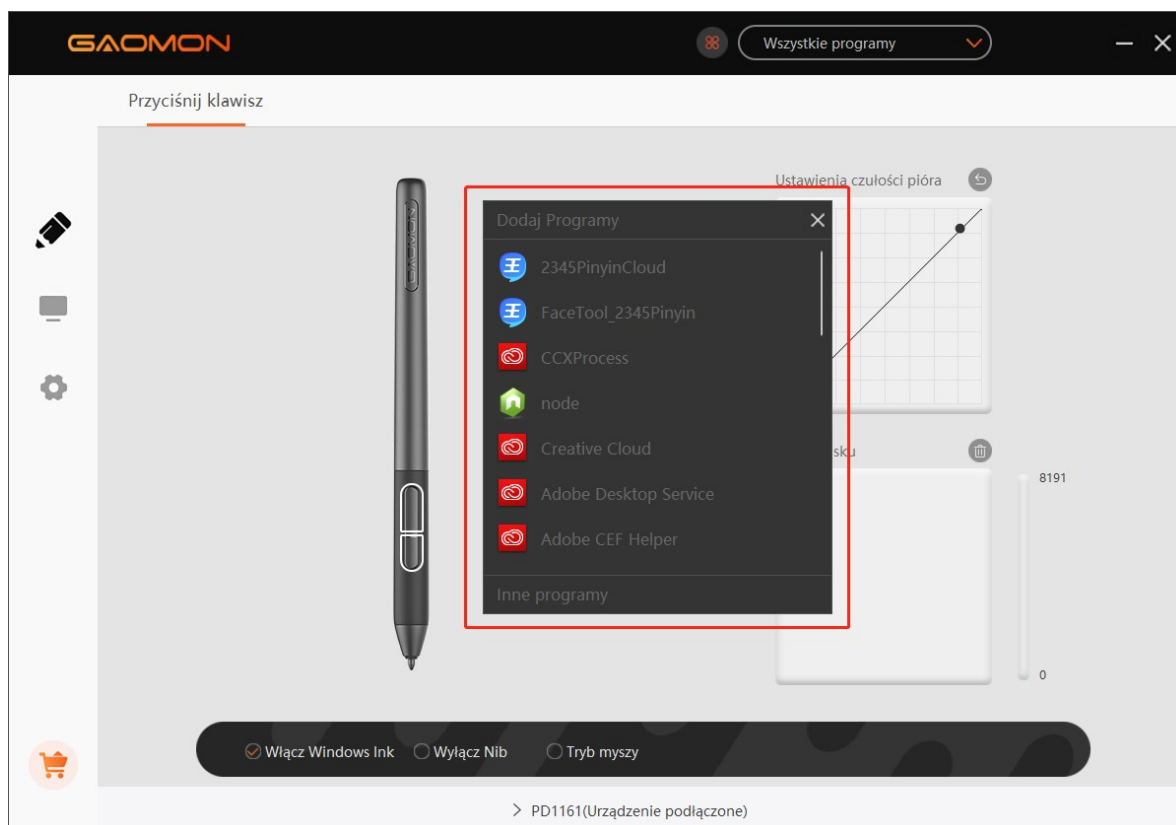 GAOMON
Wszystkie programy
Przyciśnij klawisz
GAOMON
Ustawienia czułości pióra
Dodaj Programy
2345PinyinCloud
FaceTool_2345Pinyin
CCXProcess
node
Creative Cloud
Adobe Desktop Service
Adobe CEF Helper
Inne programy
sku
8191
0
Włącz Windows Ink
Wyłącz Nib
Tryb myszy
PD1161(Urządzenie podłączone)